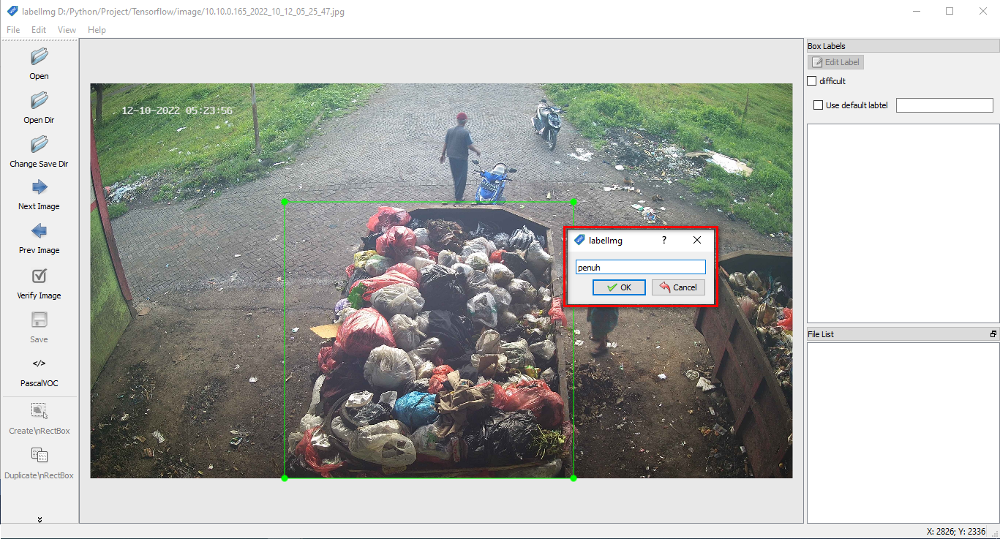 labelImg D:/Python/Project/Tensorflow/image/10.10.0.165_2022_10_12_05_25_47.jpg
File Edit View Help
Open
Open Dir
Change Save Dir
Next Image
Prev Image
Verify Image
Save
</>
PascalVOC
Create\nRectBox
Duplicate\nRectBox
12-10-2022 05:23:56
labelImg ?
penuh
OK Cancel
Box Labels
Edit Label
difficult
Use default labtel
File List
X: 2826; Y: 2336